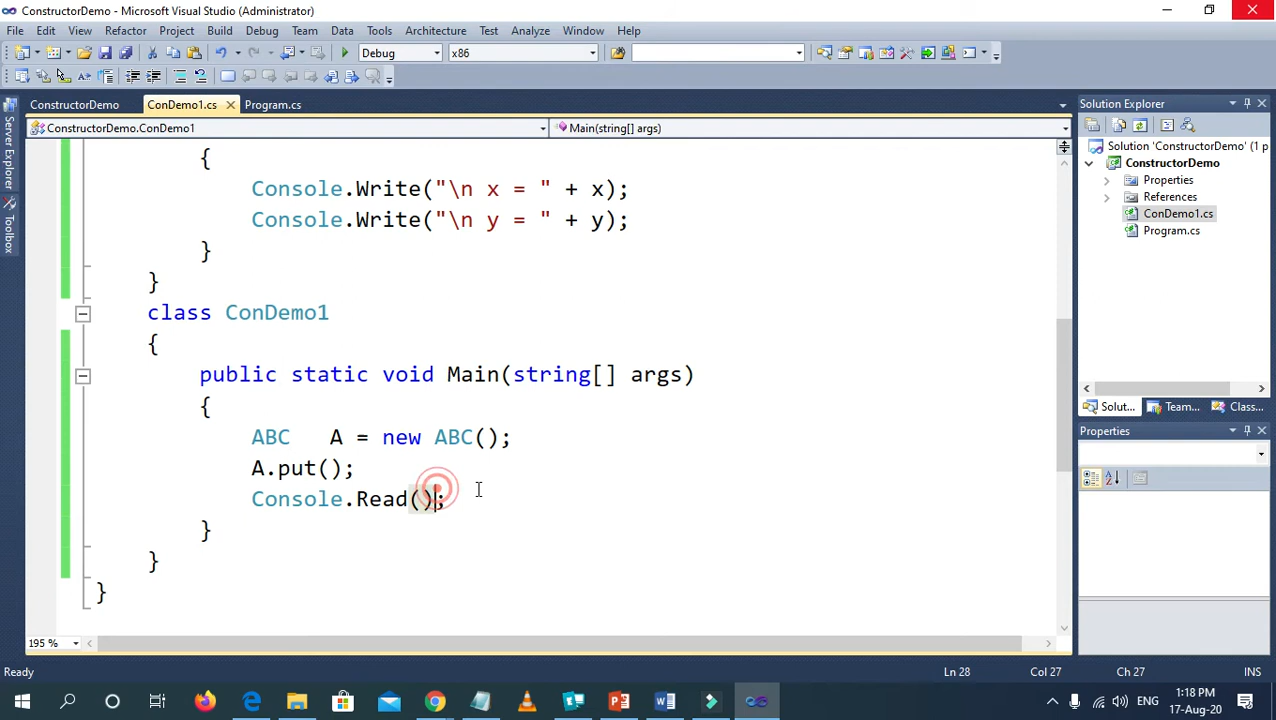 ConstructorDemo - Microsoft Visual Studio (Administrator)
File Edit View Refactor Project Build Debug Team Data Tools Architecture Test Analyze Window Help
Debug x86
ConstructorDemo ConDemo1.cs Program.cs
ConstructorDemo.ConDemo1 Main(string[] args)
Server Explorer
Toolbox
{
Console.Write("\n x = " + x);
Console.Write("\n y = " + y);
}
}
class ConDemo1
{
public static void Main(string[] args)
{
ABC A = new ABC();
A.put();
Console.Read();
}
}
}
195 %
Solution Explorer
Solution 'ConstructorDemo' (1 p
ConstructorDemo
Properties
References
ConDemo1.cs
Program.cs
Solut... Team... Class...
Properties
Ready Ln 28 Col 27 Ch 27 INS
ENG
1:18 PM
17-Aug-20